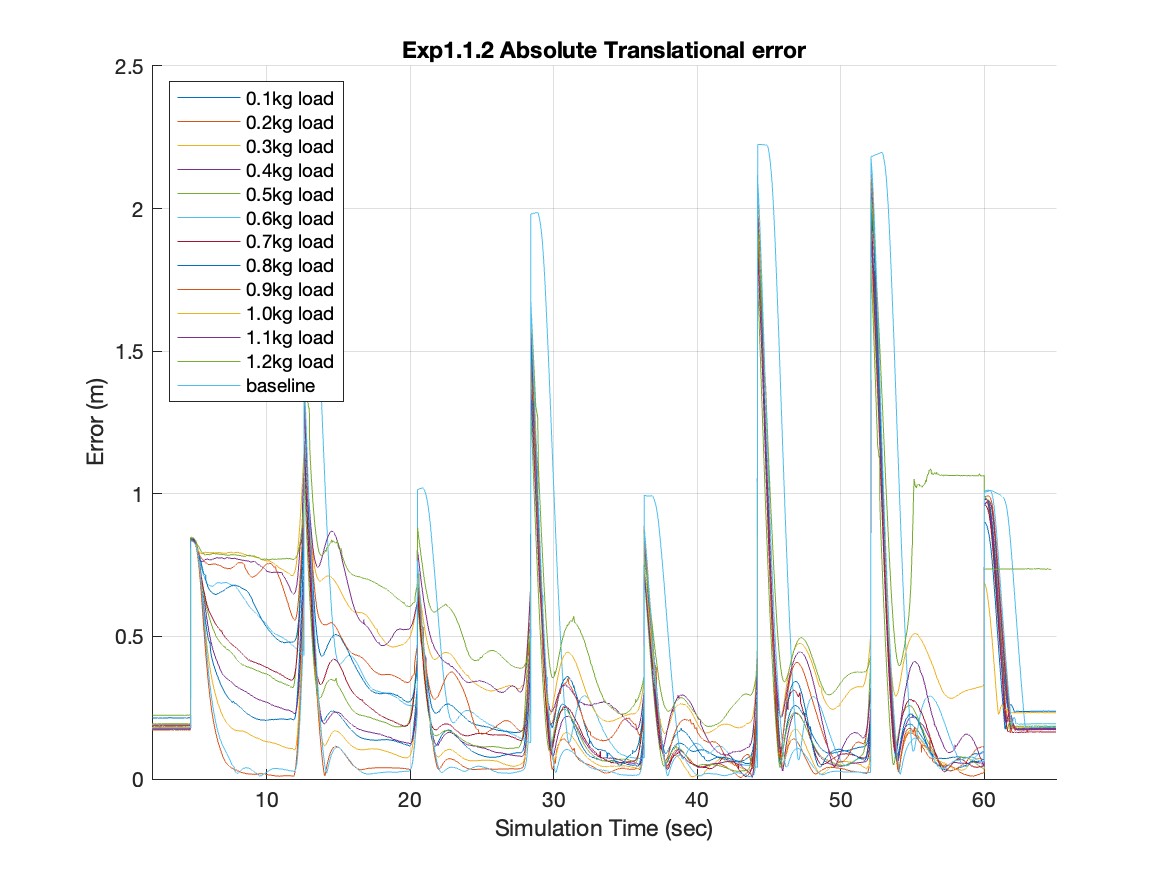 Exp1.1.2 Absolute Translational error
2.5
2
1.5
1
0.5
0
Error (m)
0.1kg load
0.2kg load
0.3kg load
0.4kg load
0.5kg load
0.6kg load
0.7kg load
0.8kg load
0.9kg load
1.0kg load
1.1kg load
1.2kg load
baseline
10 20 30 40 50 60
Simulation Time (sec)